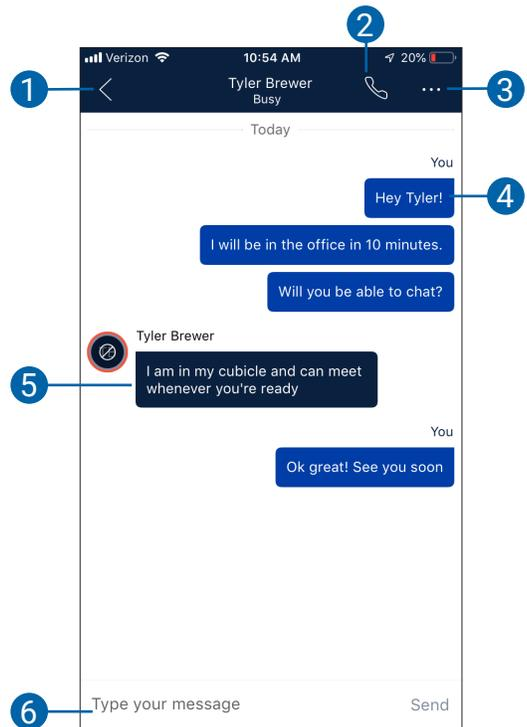 2
Verizon 10:54 AM 20%
1
Tyler Brewer
3
Busy
Today
You
Hey Tyler!
4
I will be in the office in 10 minutes.
Will you be able to chat?
Tyler Brewer
I am in my cubicle and can meet
whenever you're ready
5
You
Ok great! See you soon
Type your message Send
6